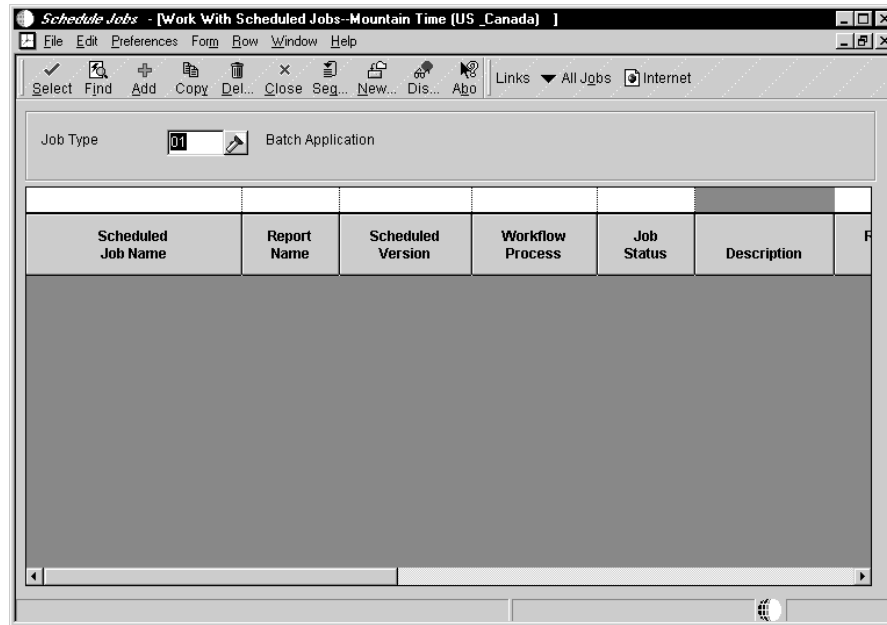 Schedule Jobs - [Work With Scheduled Jobs--Mountain Time (US _Canada) ]
File Edit Preferences Form Row Window Help
Select Find Add Copy Del... Close Seq... New... Dis... Abo Links All Jobs Internet
Job Type 01 Batch Application
Scheduled Job Name Report Name Scheduled Version Workflow Process Job Status Description